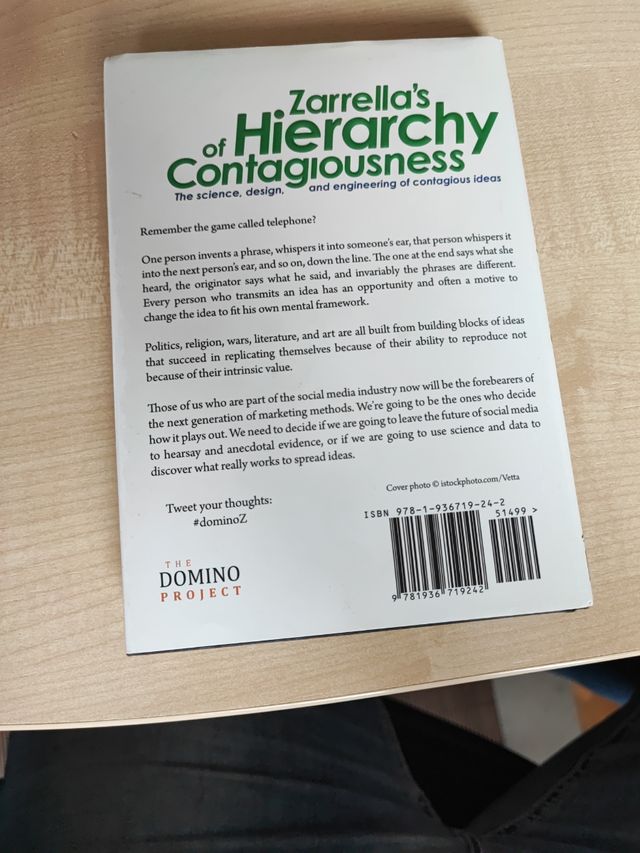 Zarrella's
of Hierarchy
Contagiousness
The science, design, and engineering of contagious ideas
Remember the game called telephone?
One person invents a phrase, whispers it into someone's ear, that person whispers it
into the next person's ear, and so on, down the line. The one at the end says what she
heard, the originator says what he said, and invariably the phrases are different.
Every person who transmits an idea has an opportunity and often a motive to
change the idea to fit his own mental framework.
Politics, religion, wars, literature, and art are all built from building blocks of ideas
that succeed in replicating themselves because of their ability to reproduce not
because of their intrinsic value.
Those of us who are part of the social media industry now will be the forebearers of
the next generation of marketing methods. We're going to be the ones who decide
how it plays out. We need to decide if we are going to leave the future of social media
to hearsay and anecdotal evidence, or if we are going to use science and data to
discover what really works to spread ideas.
Cover photo © istockphoto.com/Vetta
Tweet your thoughts:
#dominoZ
ISBN 978-1-936719-24-2
51499 >
9 781936 719242
THE
DOMINO
PROJECT